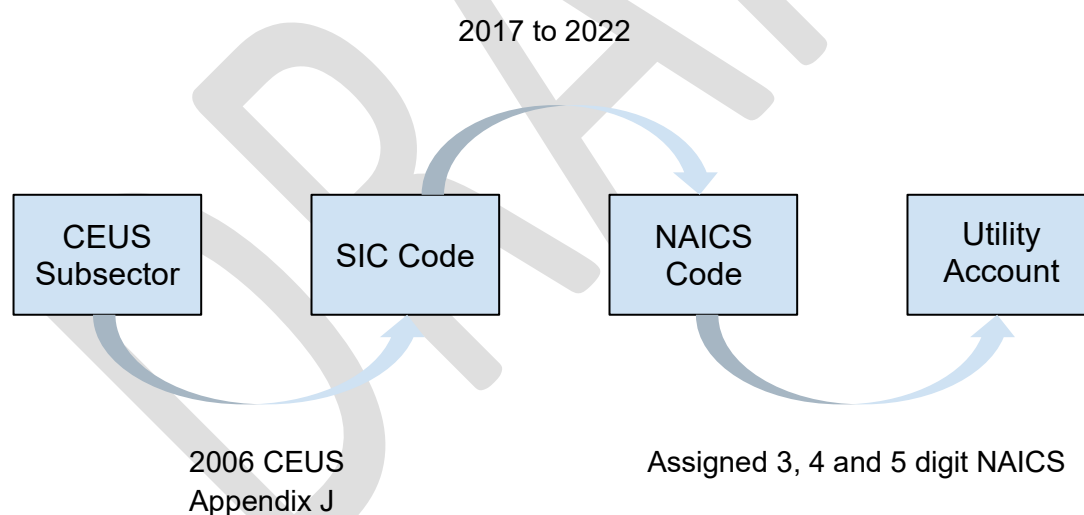 2017 to 2022
CEUS
Subsector
SIC Code
NAICS
Code
Utility
Account
2006 CEUS
Appendix J
Assigned 3, 4 and 5 digit NAICS